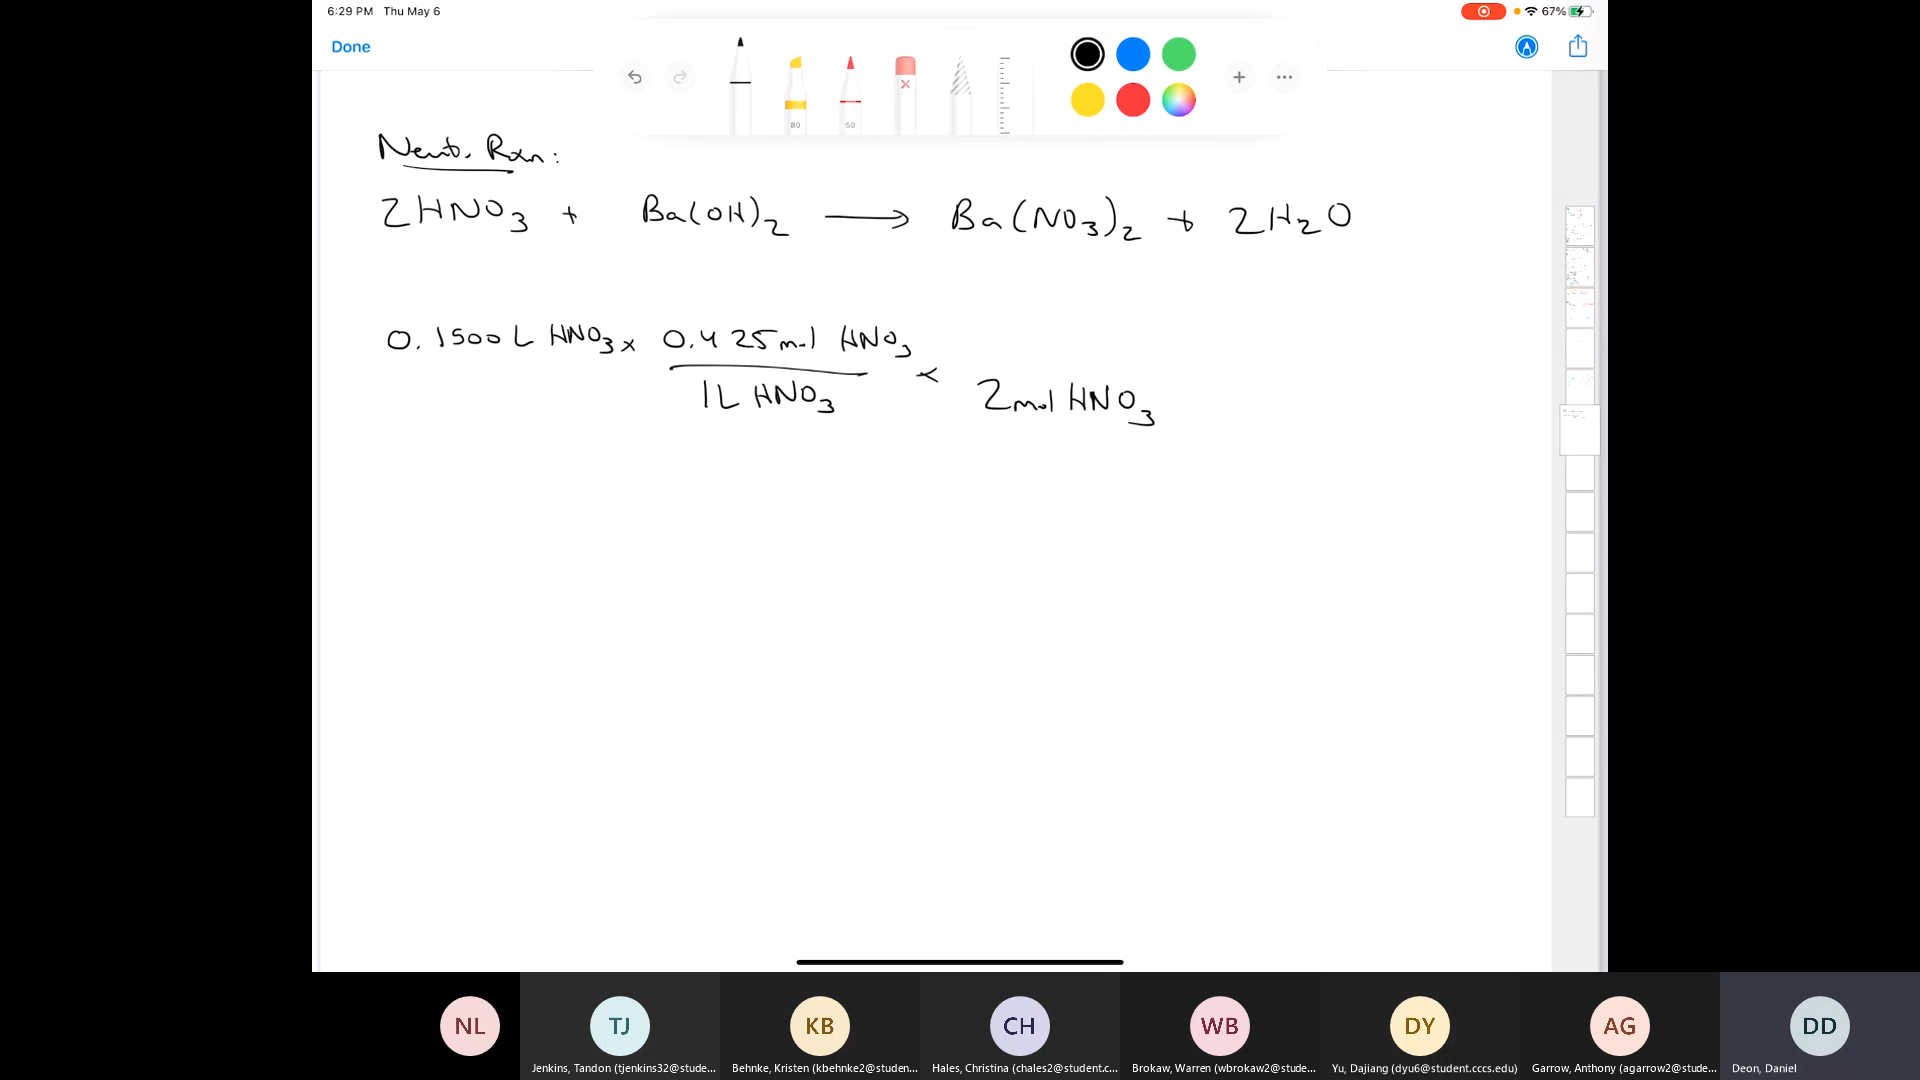 6:29 PM Thu May 6
67%
Done
80
50
Neut. Rxn:
2HNO3 + Ba(OH)2 ⟶ Ba(NO3)2 + 2H2O
0.1500 L HNO3 x 0.425 mol HNO3 x
1L HNO3 2 mol HNO3
NL TJ KB CH WB DY AG DD
Jenkins, Tandon (tjenkins32@stude... Behnke, Kristen (kbehnke2@studen... Hales, Christina (chales2@student.c... Brokaw, Warren (wbrokaw2@stude... Yu, Dajiang (dyu6@student.cccs.edu) Garrow, Anthony (agarrow2@stude... Deon, Daniel